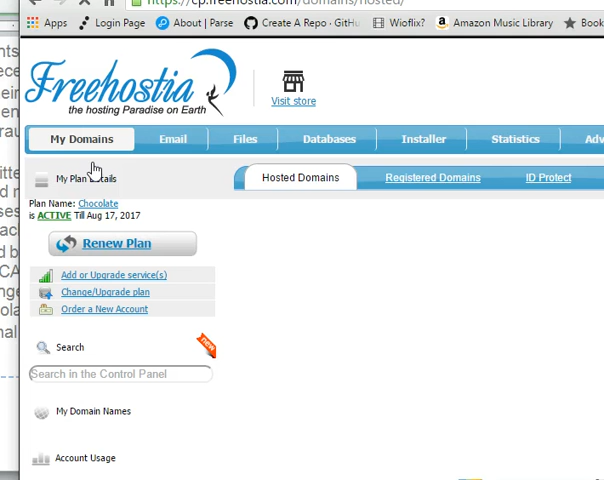 https://cp.freehostia.com/domains/hosted/
Apps Login Page About | Parse Create A Repo · GitHu Wioflix? Amazon Music Library Book
Freehostia
the hosting Paradise on Earth
Visit store
My Domains Email Files Databases Installer Statistics Adv
My Plan Details Hosted Domains Registered Domains ID Protect
Plan Name: Chocolate
is ACTIVE Till Aug 17, 2017
Renew Plan
Add or Upgrade service(s)
Change/Upgrade plan
Order a New Account
Search
new
Search in the Control Panel
My Domain Names
Account Usage